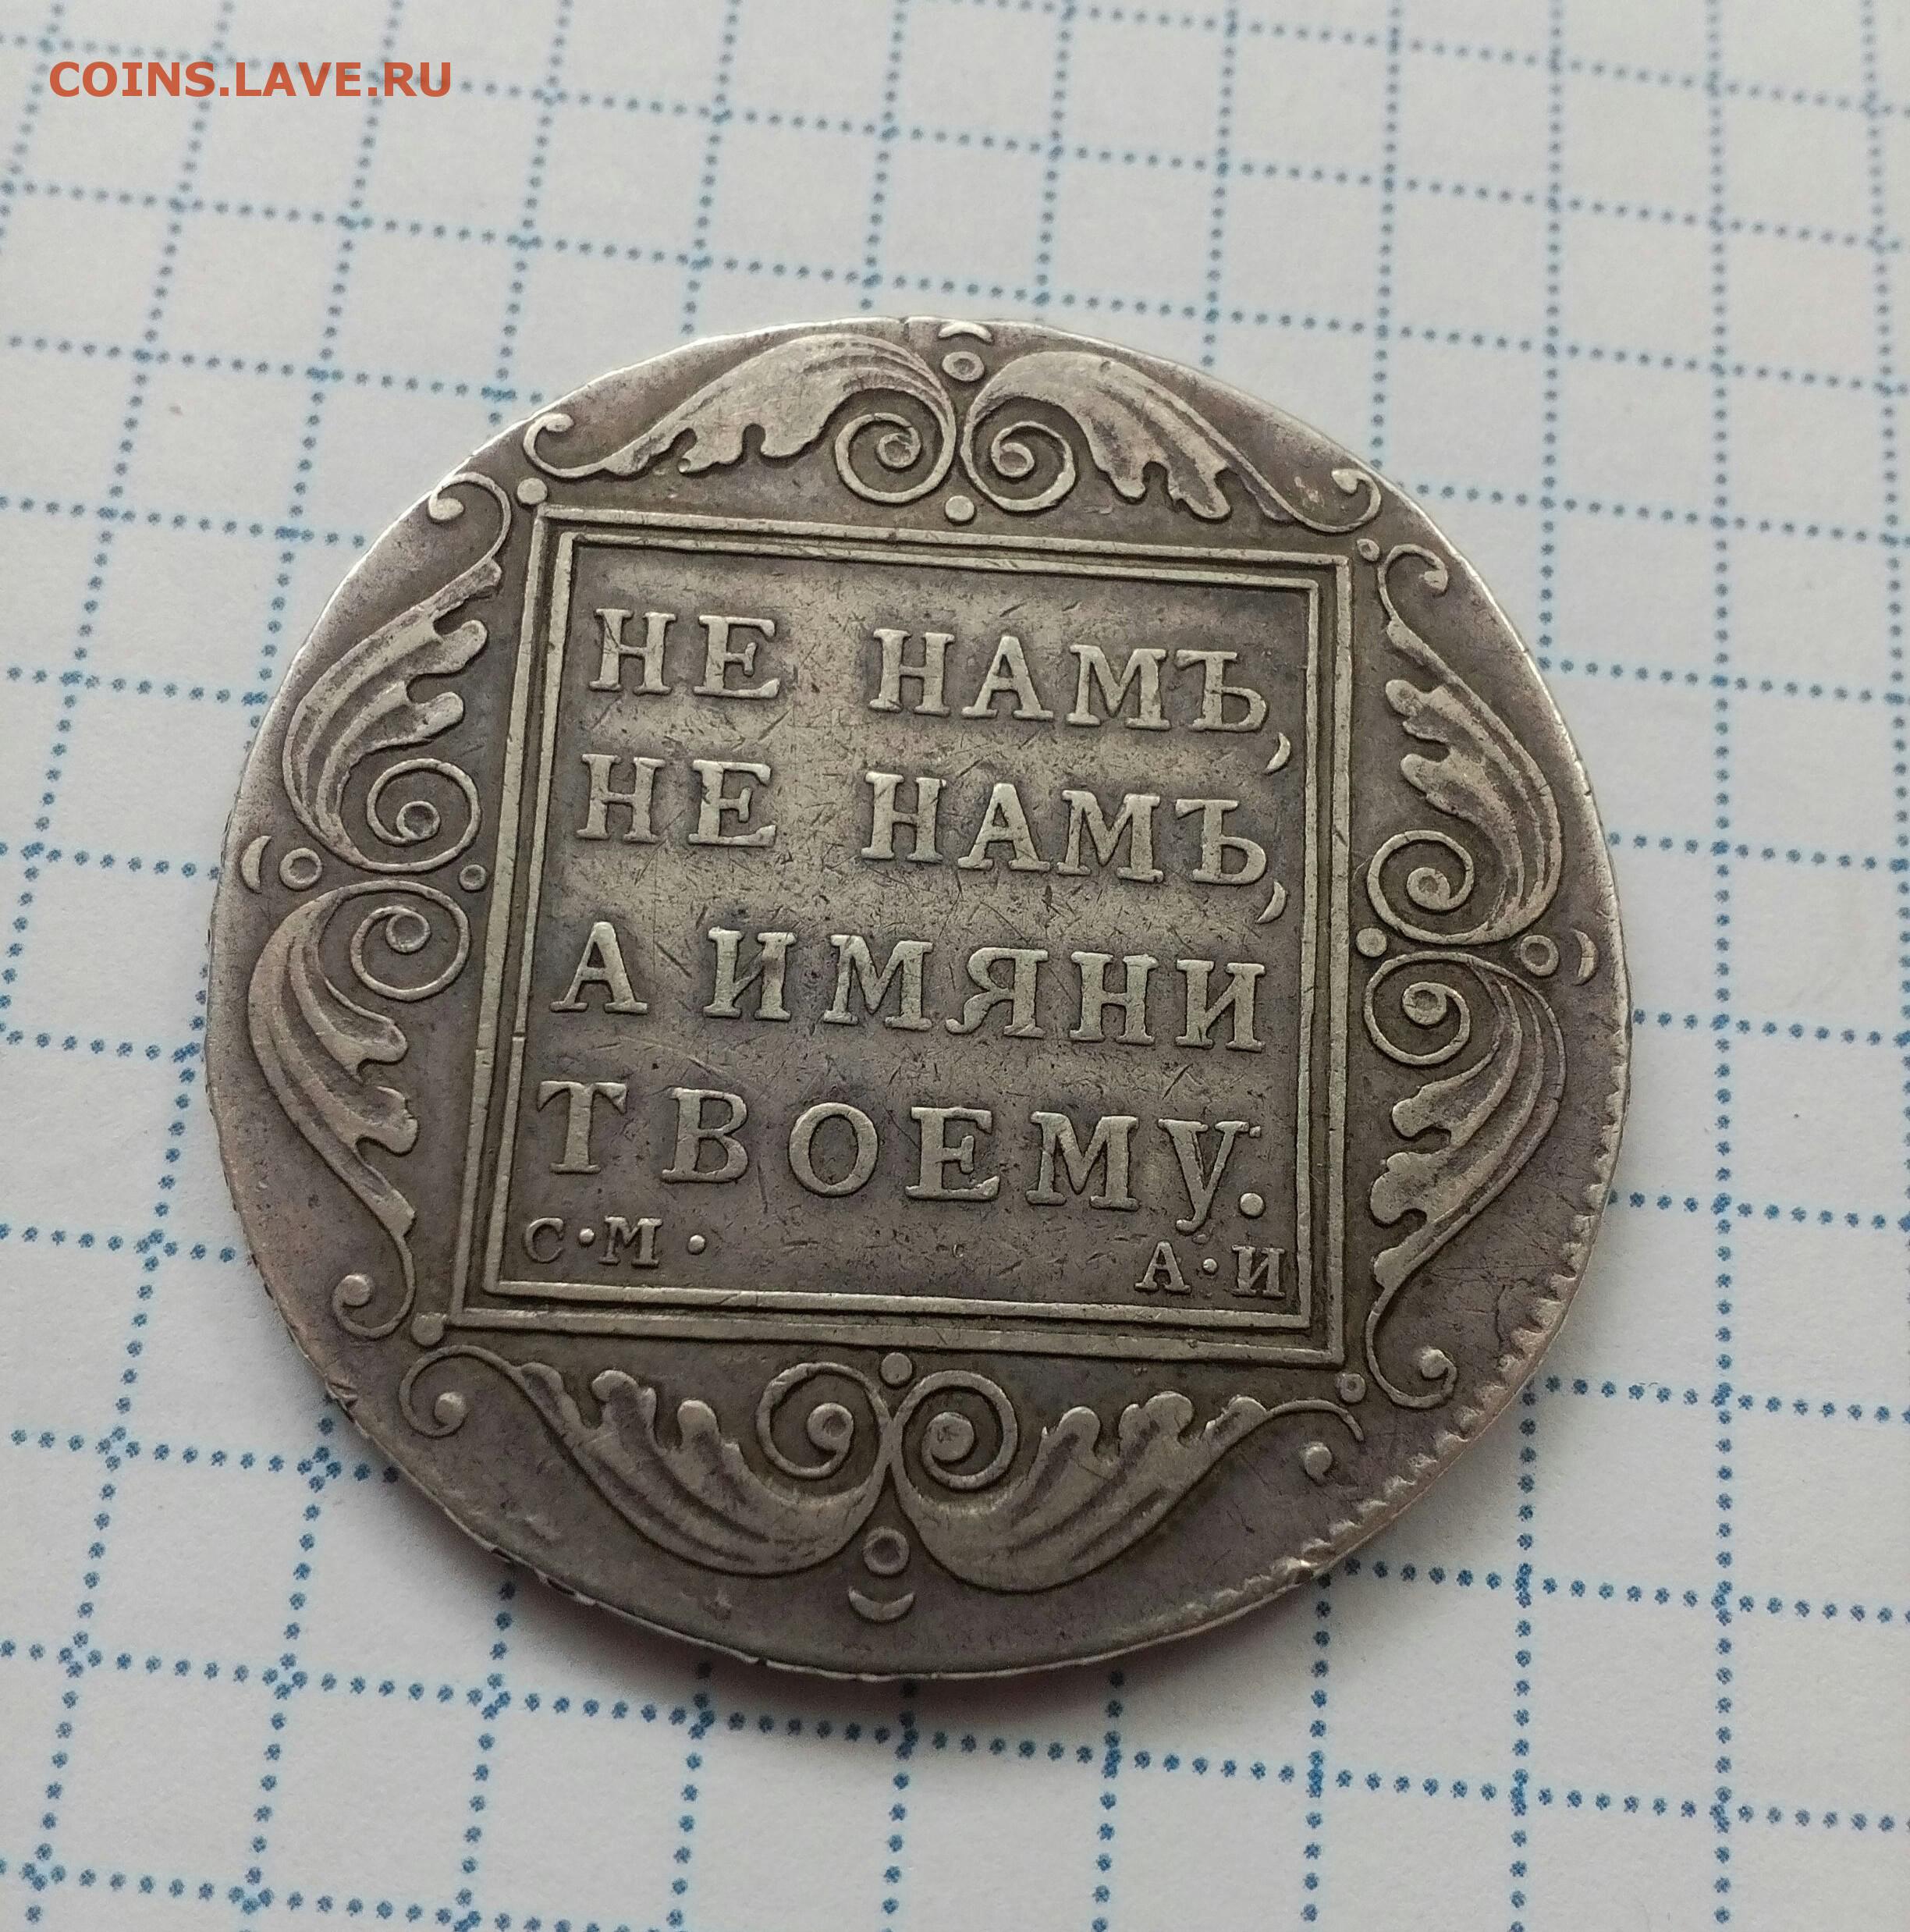 COINS.LAVE.RU
НЕ НАМЪ,
НЕ НАМЪ,
А ИМЯНИ
ТВОЕМУ.
С·М· А·И